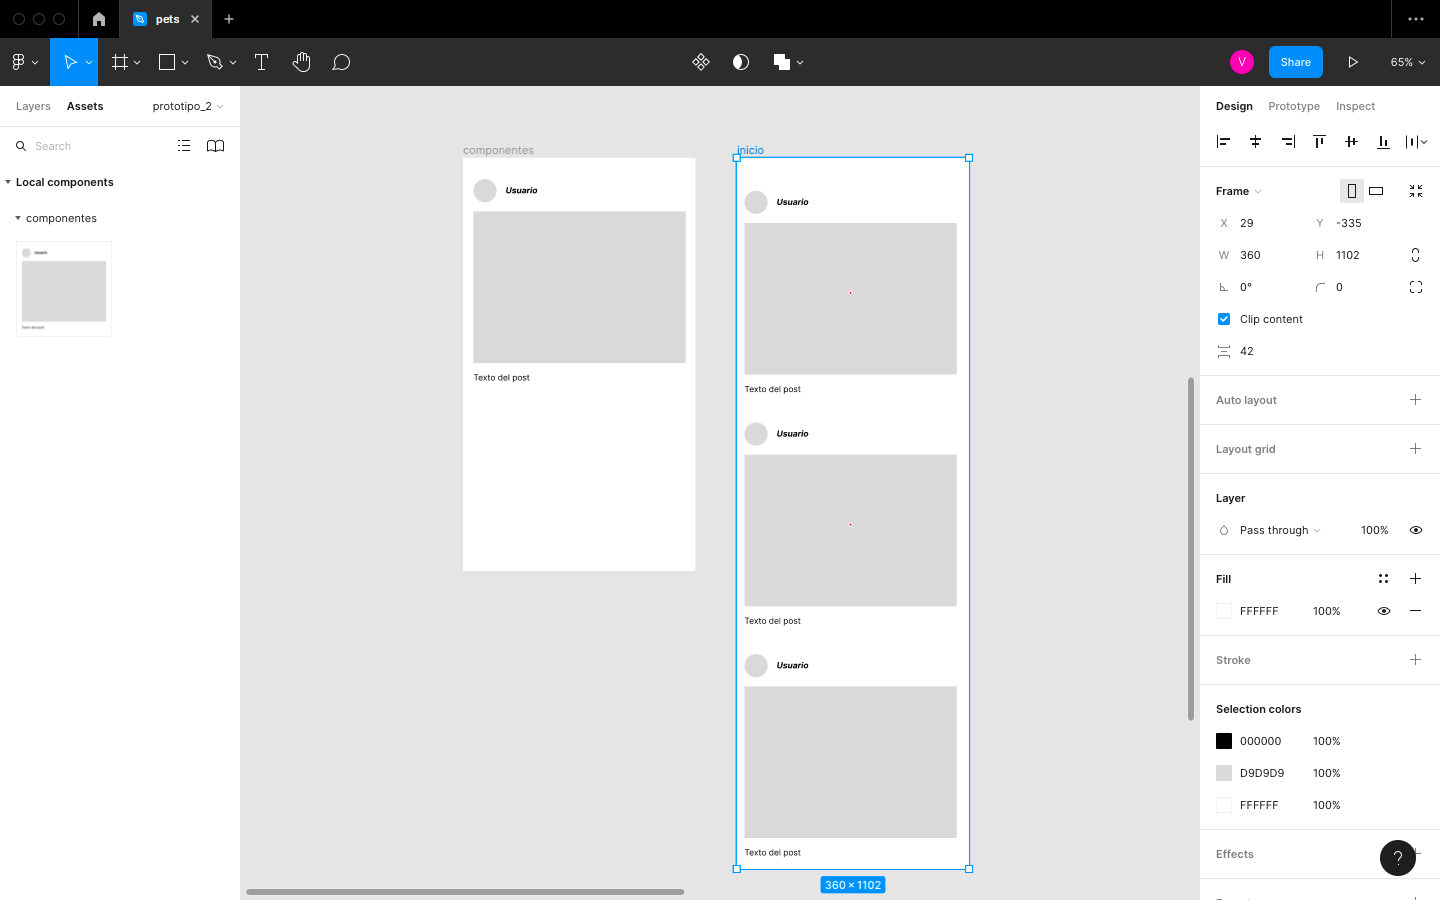 pets
V
Share
65%
Layers
Assets
prototipo_2
Search
Local components
componentes
Usuario
Texto del post
componentes
Usuario
Texto del post
inicio
Usuario
Texto del post
Usuario
Texto del post
Usuario
Texto del post
360 × 1102
Design
Prototype
Inspect
Frame
X
29
Y
-335
W
360
H
1102
0°
0
Clip content
42
Auto layout
Layout grid
Layer
Pass through
100%
Fill
FFFFFF
100%
Stroke
Selection colors
000000
100%
D9D9D9
100%
FFFFFF
100%
Effects
?